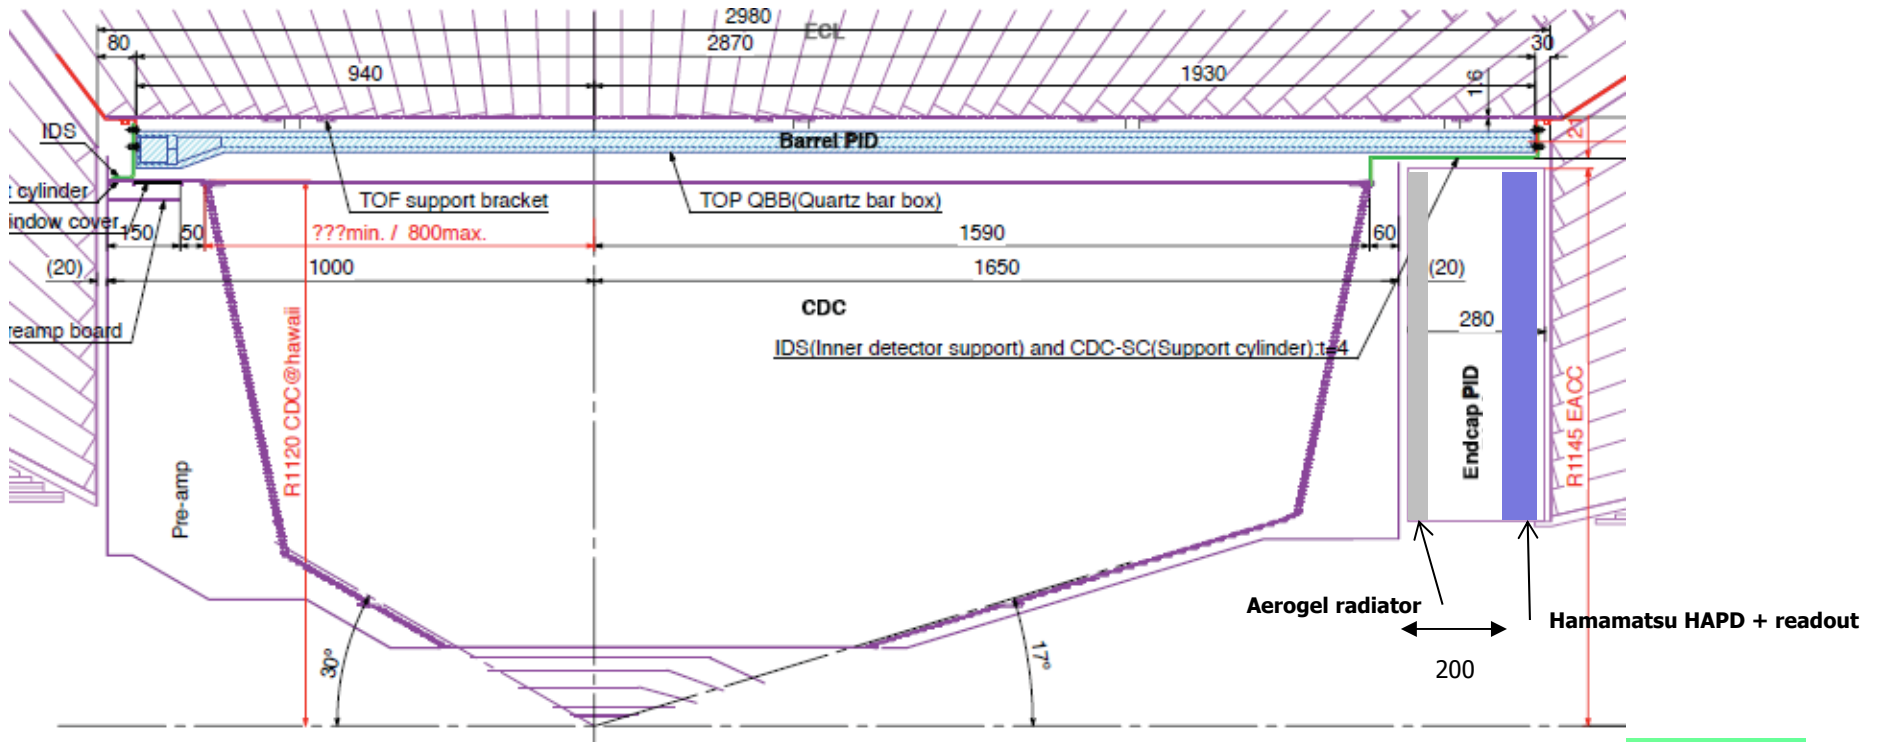 2980
ECL
80
2870
30
940
1930
16
IDS
Barrel PID
21
t cylinder
TOF support bracket
TOP QBB(Quartz bar box)
indow cover
150
50
???min. / 800max.
1590
60
(20)
1000
1650
(20)
CDC
280
reamp board
IDS(Inner detector support) and CDC-SC(Support cylinder):t=4
R1120 CDC@hawaii
Endcap PID
R1145 EACC
Pre-amp
Aerogel radiator
Hamamatsu HAPD + readout
30°
17°
200